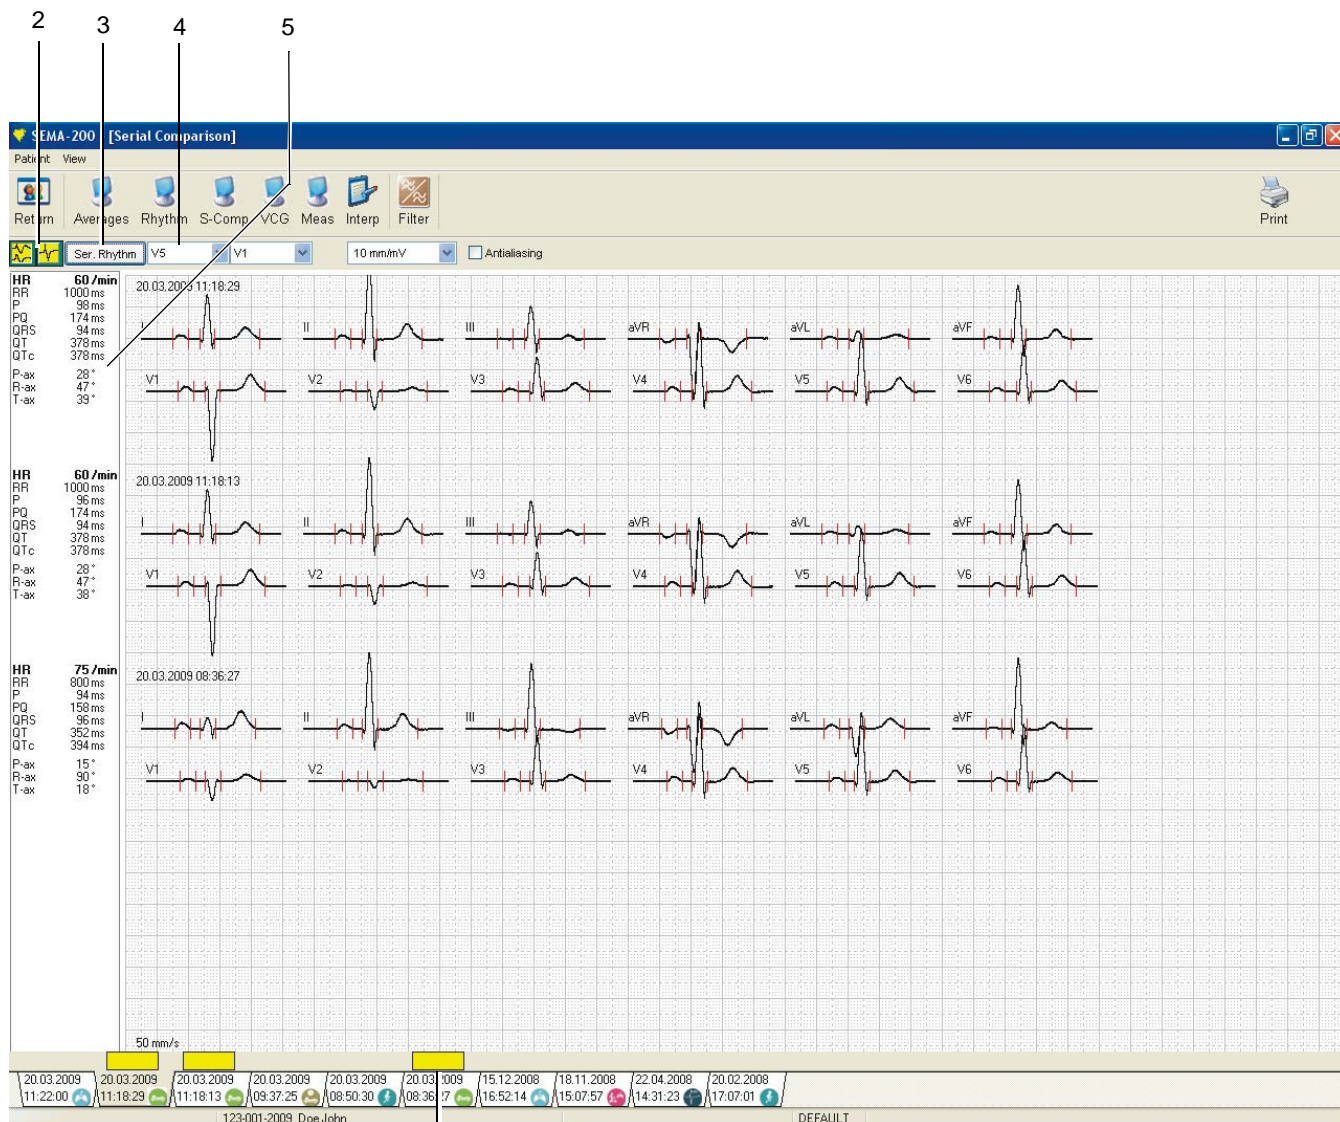 2 3 4 5
SEMA-200 [Serial Comparison]
Patient View
Return Averages Rhythm S-Comp VCG Meas Interp Filter Print
Ser. Rhythm V5 V1 10 mm/mV Antialiasing
HR 60 /min
RR 1000 ms
P 98 ms
PQ 174 ms
QRS 94 ms
QT 378 ms
QTc 378 ms
P-ax 28 °
R-ax 47 °
T-ax 39 °
20.03.2009 11:18:29
I II III aVR aVL aVF
V1 V2 V3 V4 V5 V6
HR 60 /min
RR 1000 ms
P 96 ms
PQ 174 ms
QRS 94 ms
QT 378 ms
QTc 378 ms
P-ax 28 °
R-ax 47 °
T-ax 38 °
20.03.2009 11:18:13
I II III aVR aVL aVF
V1 V2 V3 V4 V5 V6
HR 75 /min
RR 800 ms
P 94 ms
PQ 158 ms
QRS 96 ms
QT 352 ms
QTc 394 ms
P-ax 15 °
R-ax 90 °
T-ax 18 °
20.03.2009 08:36:27
I II III aVR aVL aVF
V1 V2 V3 V4 V5 V6
50 mm/s
20.03.2009 20.03.2009 20.03.2009 20.03.2009 20.03.2009 20.03.2009 15.12.2008 18.11.2008 22.04.2008 20.02.2008
11:22:00 11:18:29 11:18:13 09:37:25 08:50:30 08:36:27 16:52:14 15:07:57 14:31:23 17:07:01
123-001-2009 Doe John DEFAULT